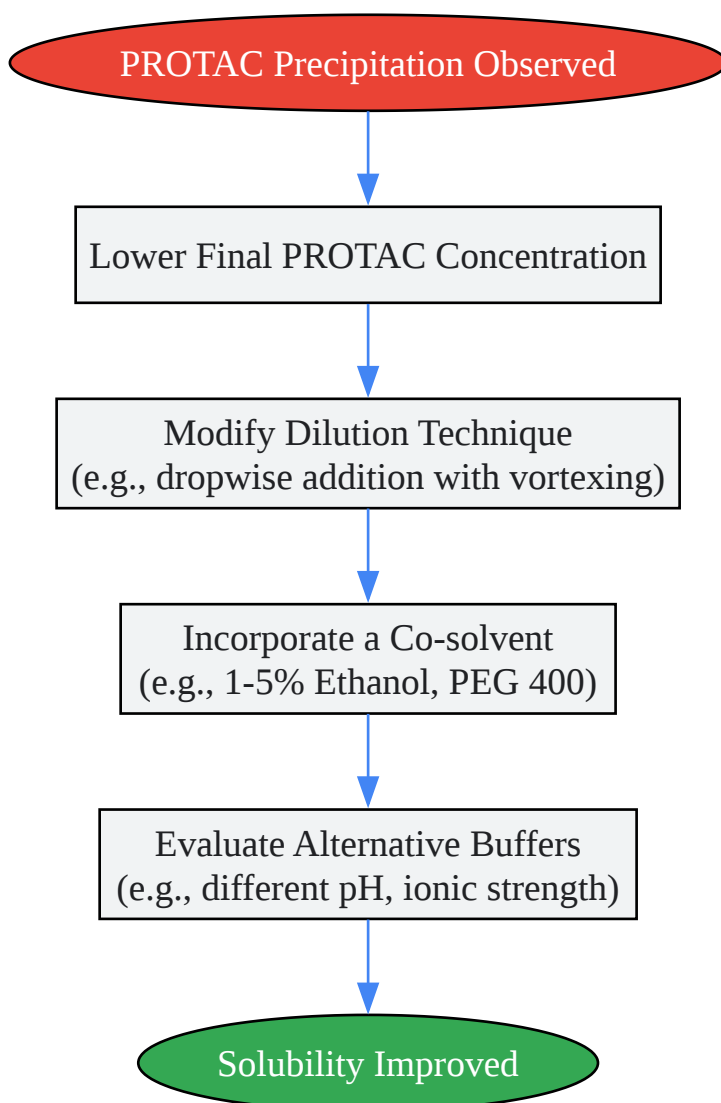 PROTAC Precipitation Observed
Lower Final PROTAC Concentration
Modify Dilution Technique
(e.g., dropwise addition with vortexing)
Incorporate a Co-solvent
(e.g., 1-5% Ethanol, PEG 400)
Evaluate Alternative Buffers
(e.g., different pH, ionic strength)
Solubility Improved